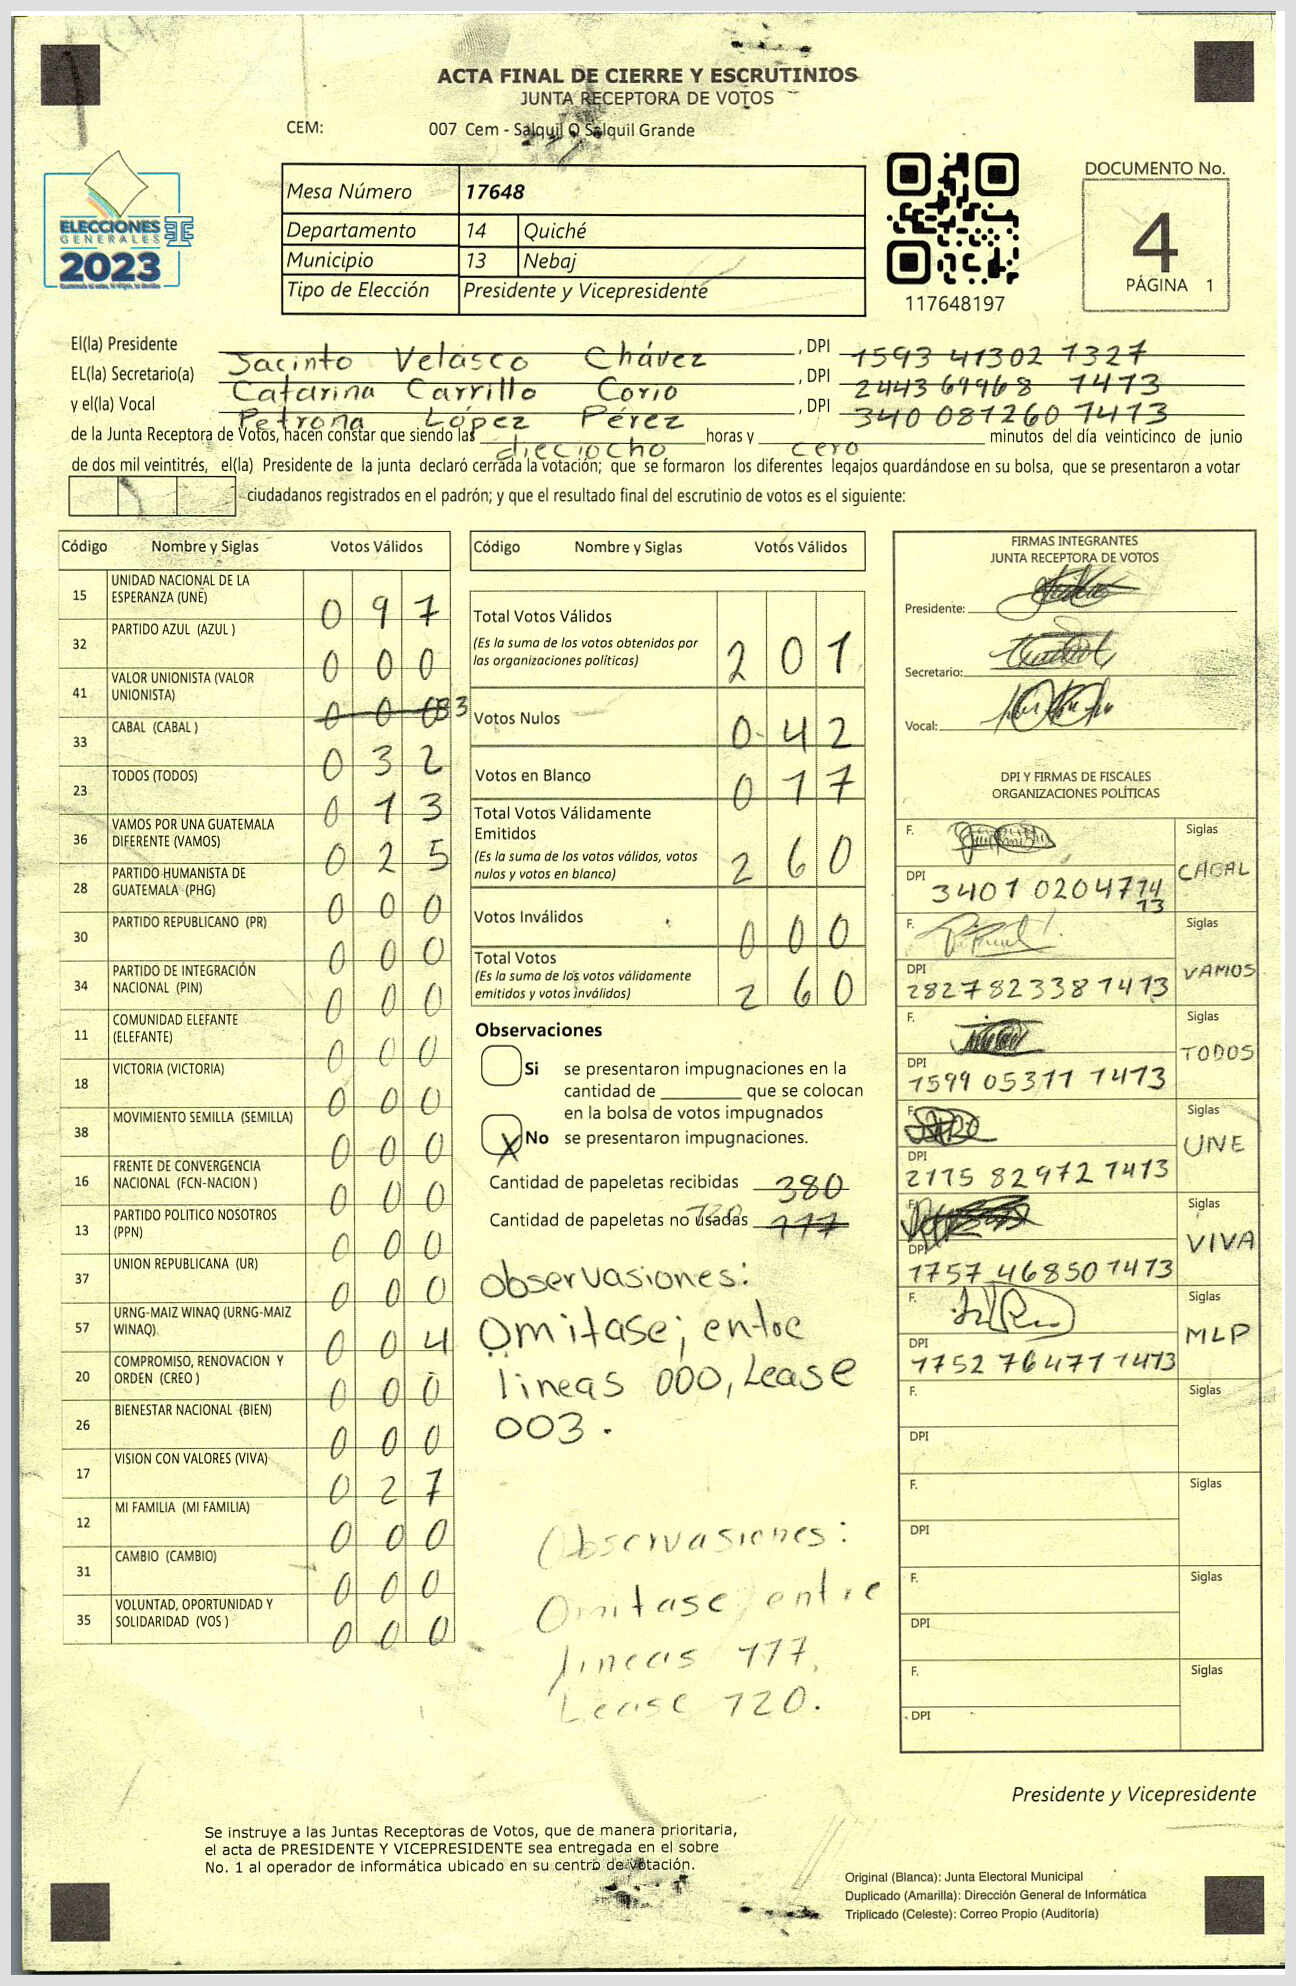 ACTA FINAL DE CIERRE Y ESCRUTINIOS
JUNTA RECEPTORA DE VOTOS
CEM: 007 Cem - Salquil O Salquil Grande
ELECCIONES
GENERALES
2023
Mesa Número 17648
Departamento 14 Quiché
Municipio 13 Nebaj
Tipo de Elección Presidente y Vicepresidente
117648197
DOCUMENTO No.
4
PÁGINA 1
El(la) Presidente Jacinto Velasco Chávez, DPI 1593 41302 1327
EL(la) Secretario(a) Catarina Carrillo Corio, DPI 2443 69968 1413
y el(la) Vocal Petrona López Pérez, DPI 340 081260 1413
de la Junta Receptora de Votos, hacen constar que siendo las dieciocho horas y cero minutos del día veinticinco de junio
de dos mil veintitrés, el(la) Presidente de la junta declaró cerrada la votación; que se formaron los diferentes legajos quardándose en su bolsa, que se presentaron a votar
ciudadanos registrados en el padrón; y que el resultado final del escrutinio de votos es el siguiente:
Código Nombre y Siglas Votos Válidos
15 UNIDAD NACIONAL DE LA ESPERANZA (UNE) 0 9 7
32 PARTIDO AZUL (AZUL ) 0 0 0
41 VALOR UNIONISTA (VALOR UNIONISTA) 0 0 0 3
33 CABAL (CABAL ) 0 3 2
23 TODOS (TODOS) 0 1 3
36 VAMOS POR UNA GUATEMALA DIFERENTE (VAMOS) 0 2 5
28 PARTIDO HUMANISTA DE GUATEMALA (PHG) 0 0 0
30 PARTIDO REPUBLICANO (PR) 0 0 0
34 PARTIDO DE INTEGRACIÓN NACIONAL (PIN) 0 0 0
11 COMUNIDAD ELEFANTE (ELEFANTE) 0 0 0
18 VICTORIA (VICTORIA) 0 0 0
38 MOVIMIENTO SEMILLA (SEMILLA) 0 0 0
16 FRENTE DE CONVERGENCIA NACIONAL (FCN-NACION ) 0 0 0
13 PARTIDO POLITICO NOSOTROS (PPN) 0 0 0
37 UNION REPUBLICANA (UR) 0 0 0
57 URNG-MAIZ WINAQ (URNG-MAIZ WINAQ) 0 0 4
20 COMPROMISO, RENOVACION Y ORDEN (CREO ) 0 0 0
26 BIENESTAR NACIONAL (BIEN) 0 0 0
17 VISION CON VALORES (VIVA) 0 2 7
12 MI FAMILIA (MI FAMILIA) 0 0 0
31 CAMBIO (CAMBIO) 0 0 0
35 VOLUNTAD, OPORTUNIDAD Y SOLIDARIDAD (VOS ) 0 0 0
Código Nombre y Siglas Votos Válidos
Total Votos Válidos
(Es la suma de los votos obtenidos por
las organizaciones políticas) 2 0 1
Votos Nulos 0 4 2
Votos en Blanco 0 1 7
Total Votos Válidamente
Emitidos
(Es la suma de los votos válidos, votos
nulos y votos en blanco) 2 6 0
Votos Inválidos 0 0 0
Total Votos
(Es la suma de los votos válidamente
emitidos y votos inválidos) 2 6 0
Observaciones
Si se presentaron impugnaciones en la
cantidad de ________ que se colocan
en la bolsa de votos impugnados
X No se presentaron impugnaciones.
Cantidad de papeletas recibidas 380
Cantidad de papeletas no usadas 120 117
observasiones:
omitase; entre
lineas 000, Lease
003.
Observasiones:
Omitase entre
lineas 117,
Lease 120.
FIRMAS INTEGRANTES
JUNTA RECEPTORA DE VOTOS
Presidente:
Secretario:
Vocal:
DPI Y FIRMAS DE FISCALES
ORGANIZACIONES POLÍTICAS
F. Siglas
DPI 3401 02047 14 13 CABAL
F. Siglas
DPI 2827 82338 1413 VAMOS
F. Siglas
DPI 1599 05311 1413 TODOS
F. Siglas
DPI 2115 82972 1413 UNE
F. Siglas
DPI 1757 46850 1413 VIVA
F. Siglas
DPI 1752 76471 1413 MLP
F. Siglas
DPI
F. Siglas
DPI
F. Siglas
DPI
F. Siglas
DPI
Presidente y Vicepresidente
Se instruye a las Juntas Receptoras de Votos, que de manera prioritaria,
el acta de PRESIDENTE Y VICEPRESIDENTE sea entregada en el sobre
No. 1 al operador de informática ubicado en su centro de votación.
Original (Blanca): Junta Electoral Municipal
Duplicado (Amarilla): Dirección General de Informática
Triplicado (Celeste): Correo Propio (Auditoría)